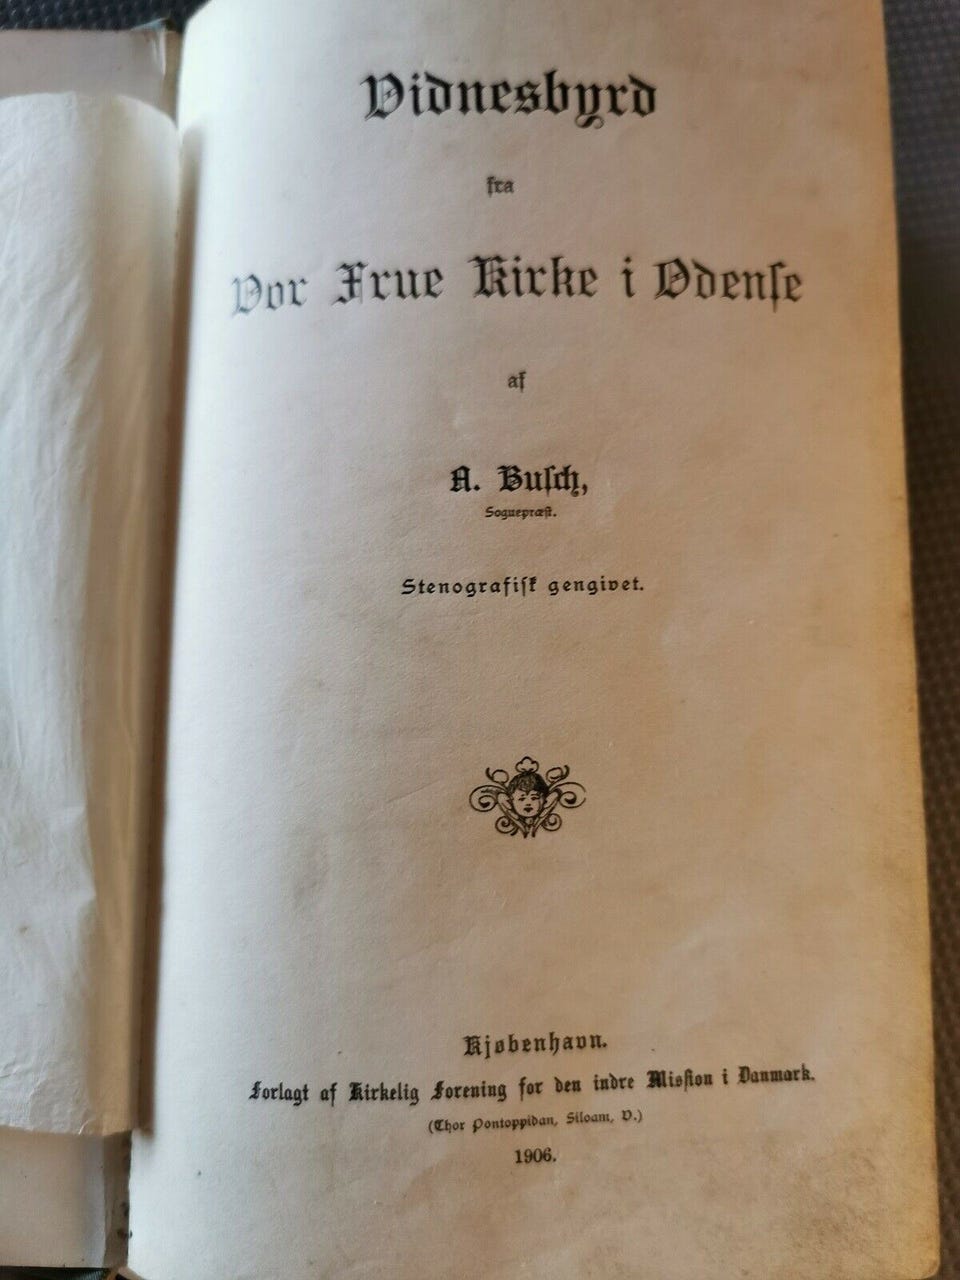 Vidnesbyrd
fra
Vor Frue Kirke i Odense
af
A. Busch,
Sognepræst.
Stenografisk gengivet.
Kjøbenhavn.
Forlagt af Kirkelig Forening for den indre Mission i Danmark.
(Thor Pontoppidan, Siloam, V.)
1906.